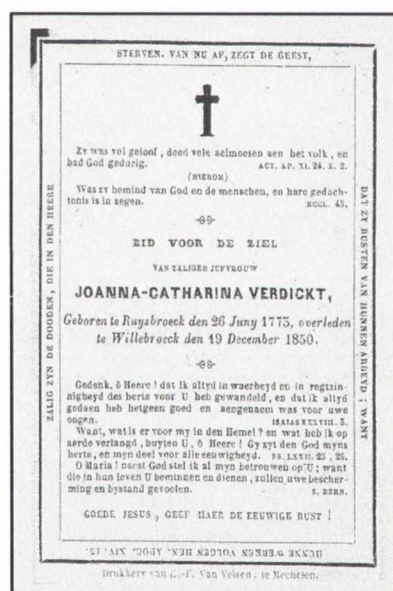 STERVEN. VAN NU AF, ZEGT DE GEEST,
ZALIG ZYN DE DOODEN, DIE IN DEN HEERE
Zy was vol geloof, deed vele aelmoesen aen het volk, en
bad God gedurig. ACT. AP. XI. 24. X. 2.
(HIEROM)
Was zy bemind van God en de menschen, en hare gedach-
tenis is in zegen. ECCL. 45.
BID VOOR DE ZIEL
VAN ZALIGER JUFVROUW
JOANNA-CATHARINA VERDICKT,
Geboren te Ruysbroeck den 26 Juny 1775, overleden
te Willebroeck den 19 December 1850.
Gedenk, ô Heere! dat ik altyd in waerheyd en in regtzin-
nigheyd des herte voor U heb gewandeld, en dat ik altyd
gedaen heb hetgeen goed en aengenaem was voor uwe
oogen. ISAIAS XXXVIII. 3.
Want, wat is er voor my in den Hemel? en wat heb ik op
aerde verlangd, buyten U, ô Heere! Gy zyt den God myns
herte, en myn deel voor alle eeuwigheyd. PS. LXXII. 25, 26.
O Maria! naest God stel ik al myn betrouwen op U; want
die in hun leven U beminnen en dienen, zullen uwe bescher-
ming en bystand gevoelen. S. BERN.
GOEDE JESUS, GEEF HAER DE EEUWIGE RUST!
DAT ZY RUSTEN VAN HUNNEN ARBEYD; WANT
HUNNE WERKEN VOLGEN HEN. APOC. XIV. 13.
Drukkery van E.-F. Van Velsen, te Mechelen.